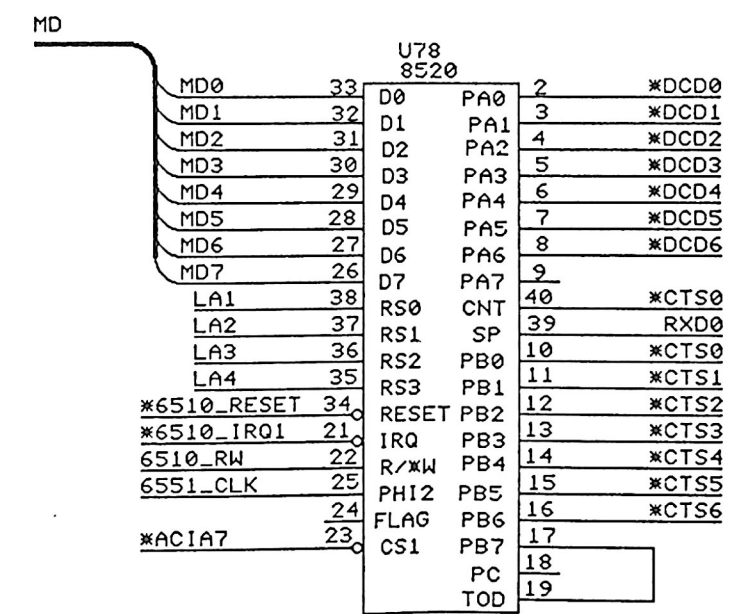 MD
U78
8520
MD0 33 D0 PA0 2 *DCD0
MD1 32 D1 PA1 3 *DCD1
MD2 31 D2 PA2 4 *DCD2
MD3 30 D3 PA3 5 *DCD3
MD4 29 D4 PA4 6 *DCD4
MD5 28 D5 PA5 7 *DCD5
MD6 27 D6 PA6 8 *DCD6
MD7 26 D7 PA7 9
LA1 38 RS0 CNT 40 *CTS0
LA2 37 RS1 SP 39 RXD0
LA3 36 RS2 PB0 10 *CTS0
LA4 35 RS3 PB1 11 *CTS1
*6510_RESET 34 RESET PB2 12 *CTS2
*6510_IRQ1 21 IRQ PB3 13 *CTS3
6510_RW 22 R/*W PB4 14 *CTS4
6551_CLK 25 PHI2 PB5 15 *CTS5
24 FLAG PB6 16 *CTS6
*ACIA7 23 CS1 PB7 17
PC 18
TOD 19